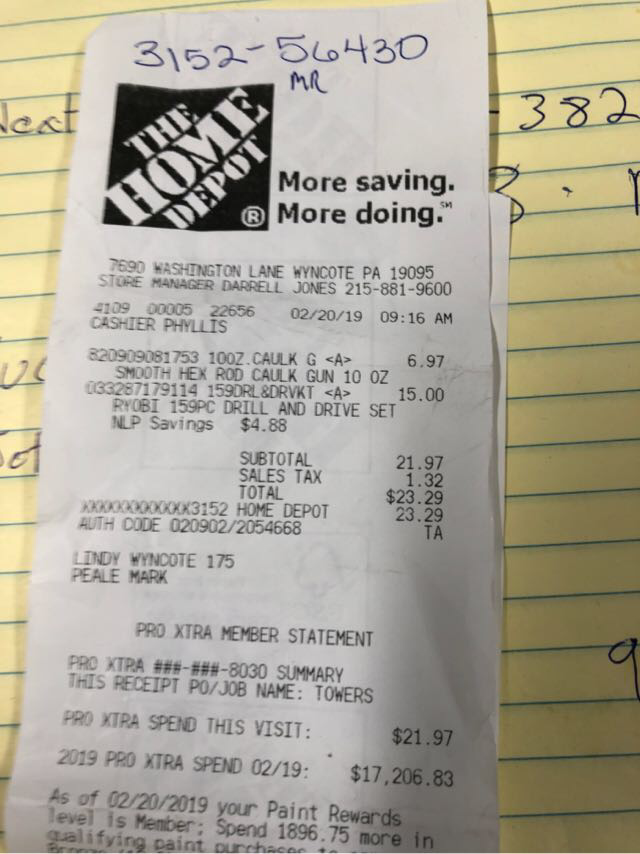 3152-56430
MR
THE
HOME
DEPOT
®
More saving.
More doing.℠
382
7690 WASHINGTON LANE WYNCOTE PA 19095
STORE MANAGER DARRELL JONES 215-881-9600
4109 00005 22656 02/20/19 09:16 AM
CASHIER PHYLLIS
820909081753 10OZ.CAULK G <A> 6.97
SMOOTH HEX ROD CAULK GUN 10 OZ
033287179114 159DRL&DRVKT <A> 15.00
RYOBI 159PC DRILL AND DRIVE SET
NLP Savings $4.88
SUBTOTAL 21.97
SALES TAX 1.32
TOTAL $23.29
XXXXXXXXXXXX3152 HOME DEPOT 23.29
AUTH CODE 020902/2054668 TA
LINDY WYNCOTE 175
PEALE MARK
PRO XTRA MEMBER STATEMENT
PRO XTRA ###-###-8030 SUMMARY
THIS RECEIPT PO/JOB NAME: TOWERS
PRO XTRA SPEND THIS VISIT: $21.97
2019 PRO XTRA SPEND 02/19: $17,206.83
As of 02/20/2019 your Paint Rewards
level is Member; Spend 1896.75 more in
qualifying paint purchases to